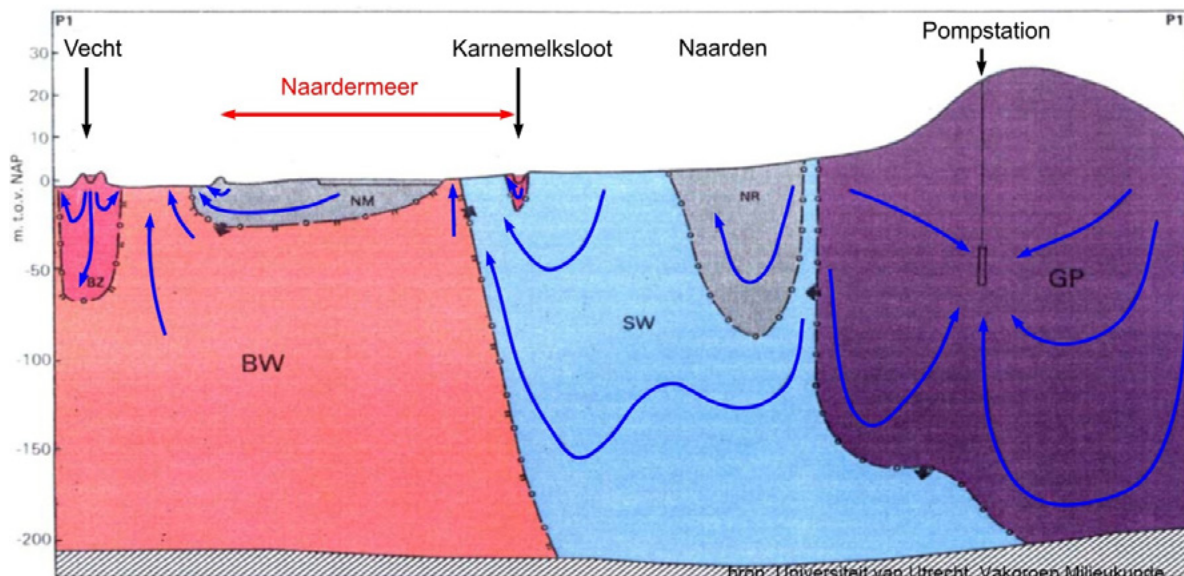 P1
P1
Vecht
Karnemelksloot
Naarden
Pompstation
Naardermeer
30
20
10
0
-50
-100
-150
-200
m. t.o.v. NAP
BZ
NM
NR
BW
SW
GP
bron: Universiteit van Utrecht, Vakgroep Milieukunde